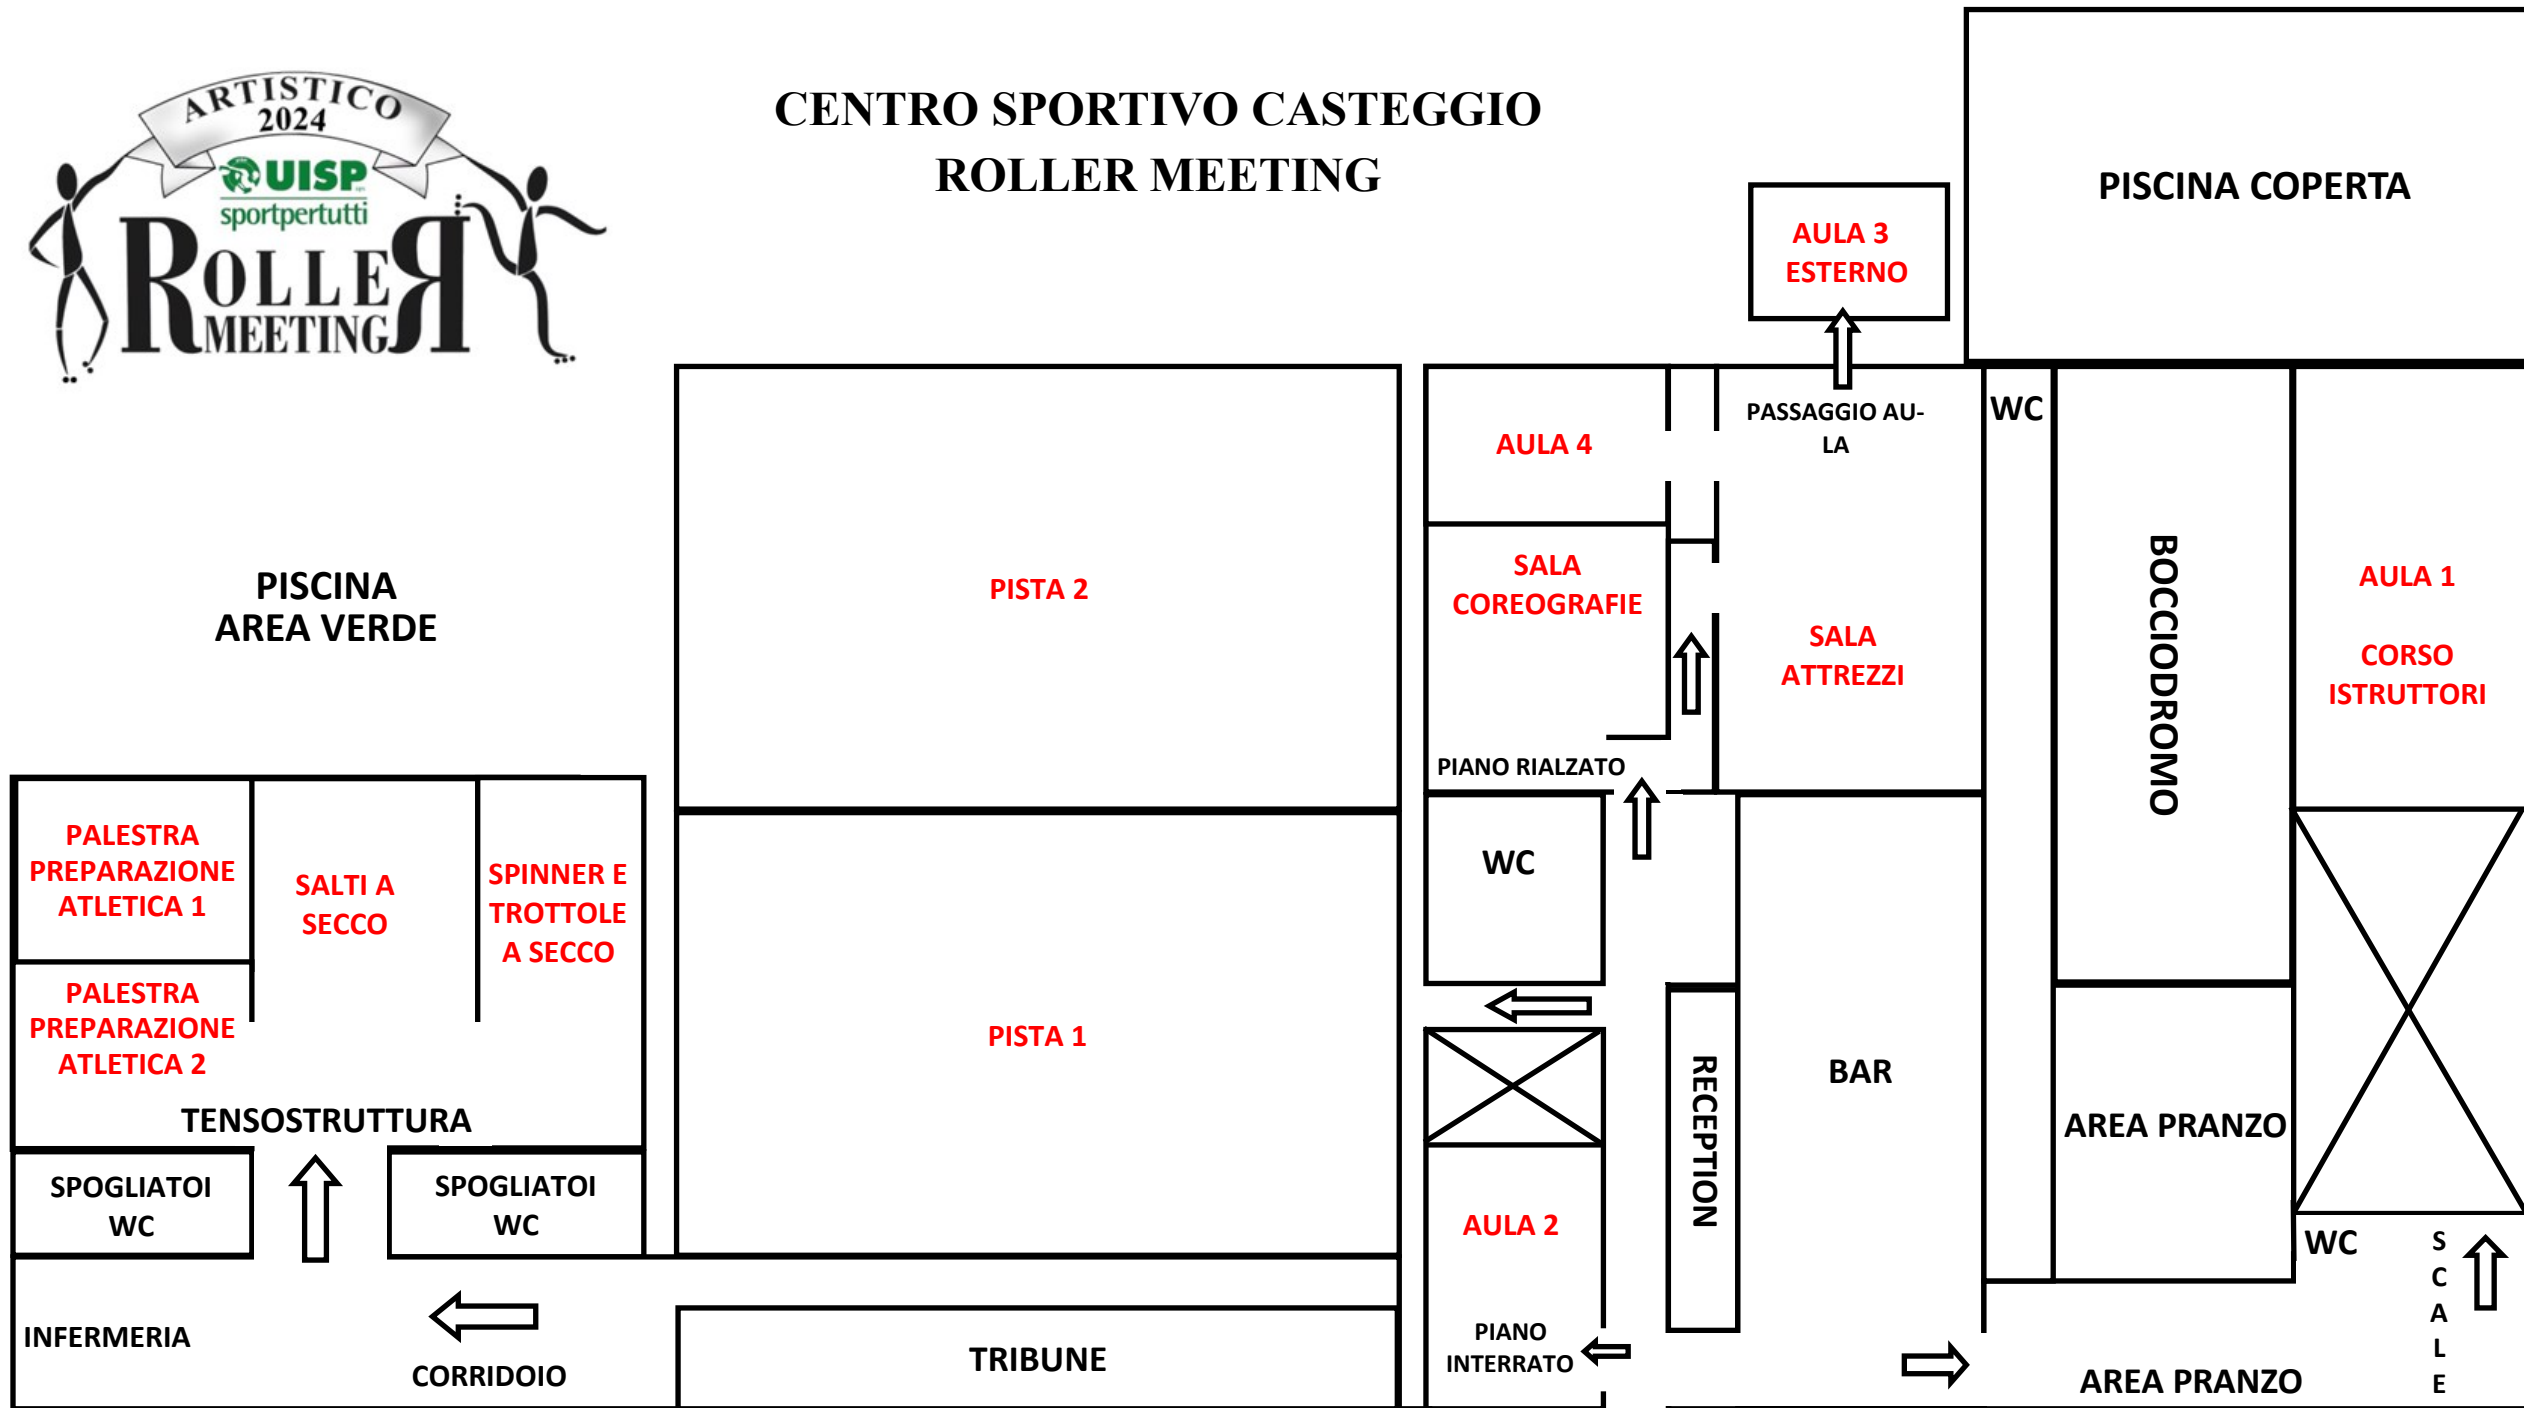 ARTISTICO
2024
UISP
sportpertutti
ROLLER
MEETING
CENTRO SPORTIVO CASTEGGIO
ROLLER MEETING
PISCINA COPERTA
AULA 3
ESTERNO
PASSAGGIO AU-
LA
WC
AULA 4
SALA
COREOGRAFIE
PISTA 2
PISCINA
AREA VERDE
SALA
ATTREZZI
BOCCIODROMO
AULA 1
CORSO
ISTRUTTORI
PIANO RIALZATO
PALESTRA
PREPARAZIONE
ATLETICA 1
SALTI A
SECCO
SPINNER E
TROTTOLE
A SECCO
WC
PALESTRA
PREPARAZIONE
ATLETICA 2
PISTA 1
RECEPTION
BAR
AREA PRANZO
TENSOSTRUTTURA
SPOGLIATOI
WC
SPOGLIATOI
WC
AULA 2
WC
SCALE
INFERMERIA
CORRIDOIO
TRIBUNE
PIANO
INTERRATO
AREA PRANZO